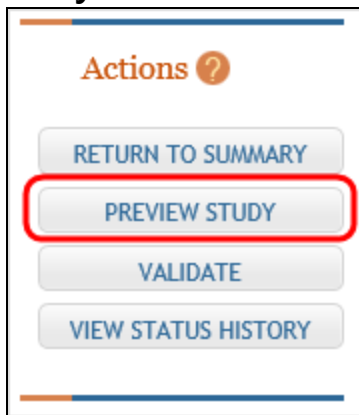 Actions ?
RETURN TO SUMMARY
PREVIEW STUDY
VALIDATE
VIEW STATUS HISTORY